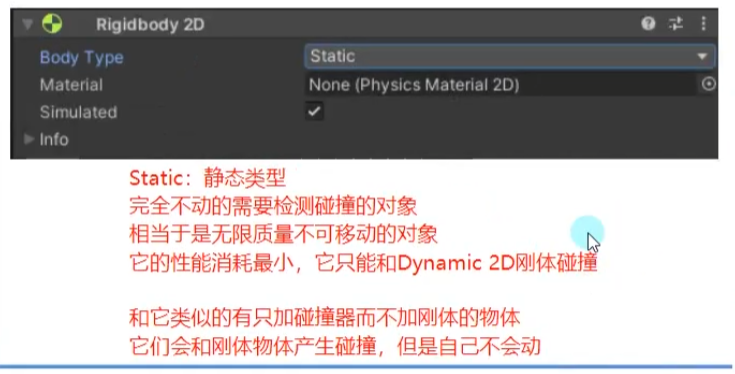 Rigidbody 2D
Body Type Static
Material None (Physics Material 2D)
Simulated
Info
Static：静态类型
完全不动的需要检测碰撞的对象
相当于是无限质量不可移动的对象
它的性能消耗最小，它只能和Dynamic 2D刚体碰撞
和它类似的有只加碰撞器而不加刚体的物体
它们会和刚体物体产生碰撞，但是自己不会动